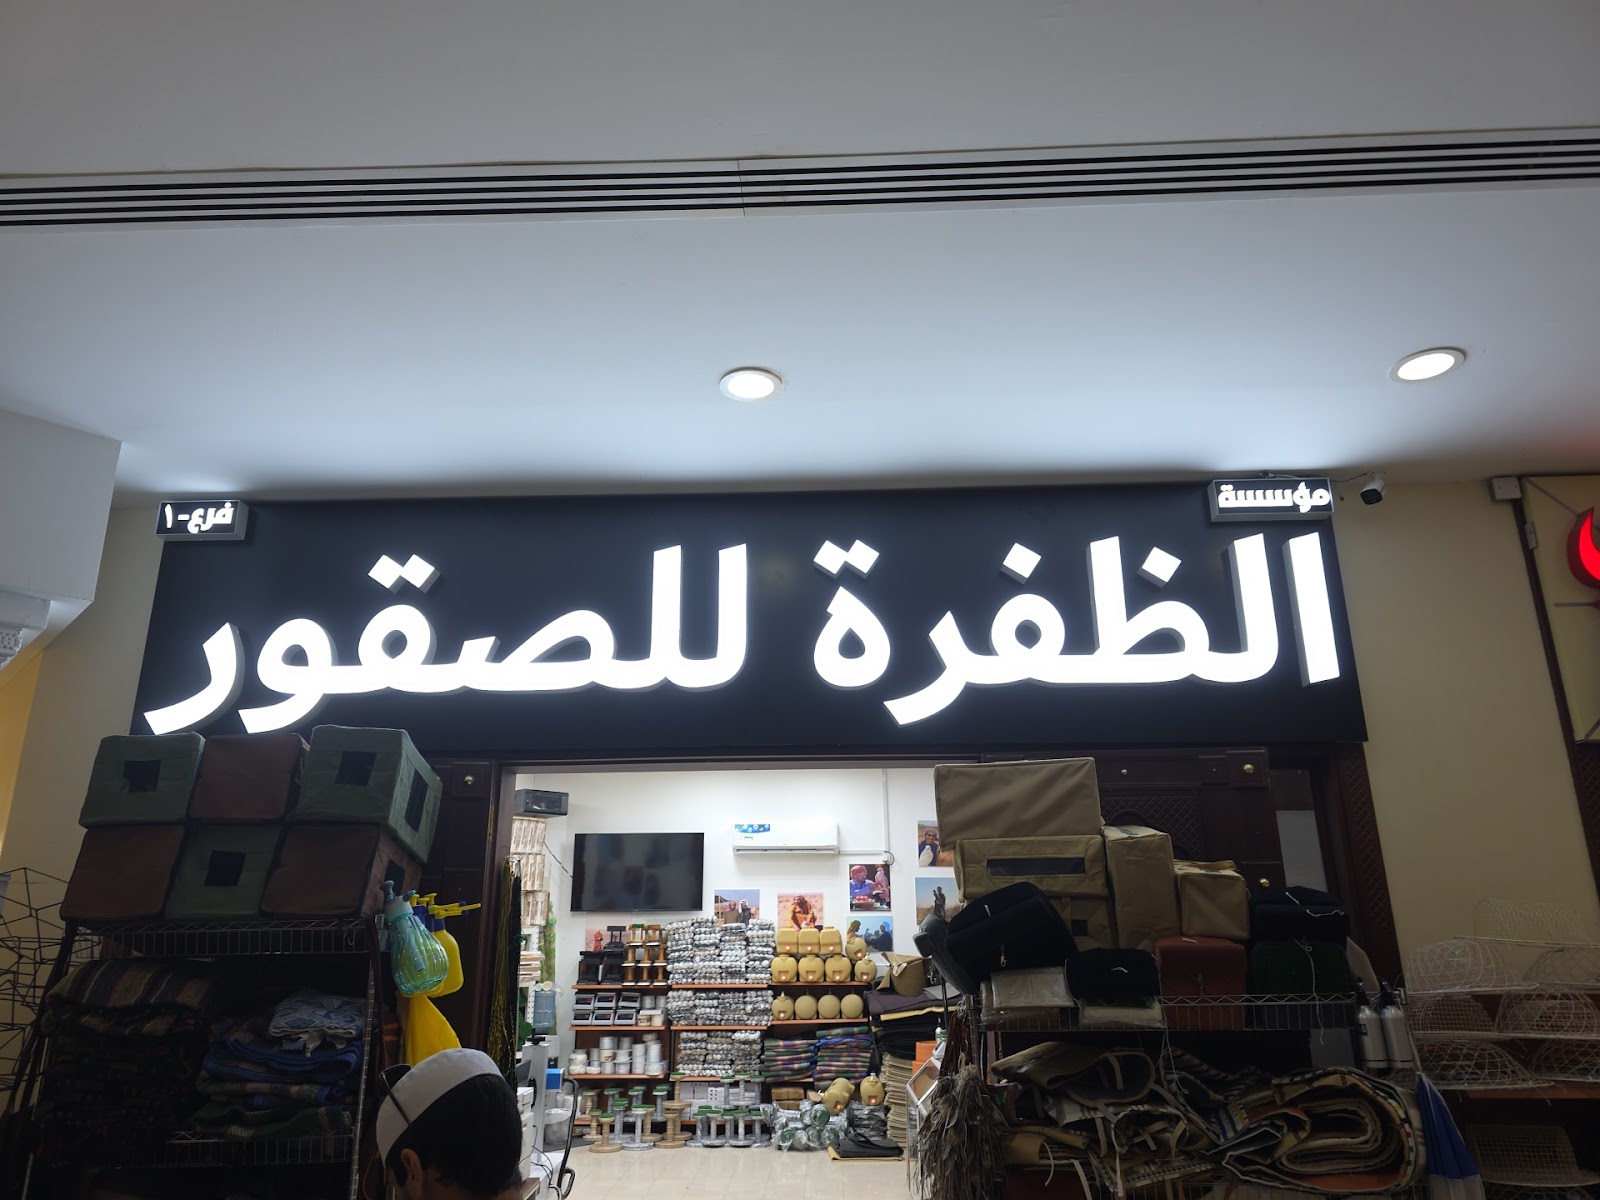 مؤسسة
الظفرة للصقور
فرع-١